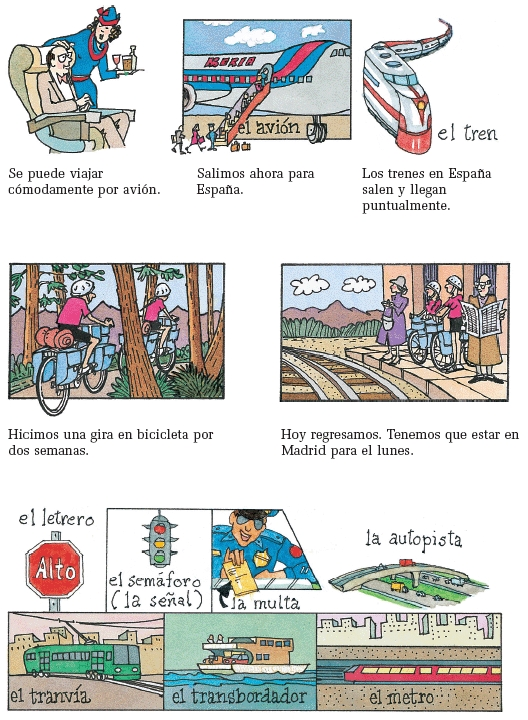 IBERIA
el avión
el tren
Se puede viajar
cómodamente por avión.
Salimos ahora para
España.
Los trenes en España
salen y llegan
puntualmente.
Hicimos una gira en bicicleta por
dos semanas.
Hoy regresamos. Tenemos que estar en
Madrid para el lunes.
el letrero
Alto
el semáforo
(la señal)
la multa
la autopista
el tranvía
el transbordador
el metro